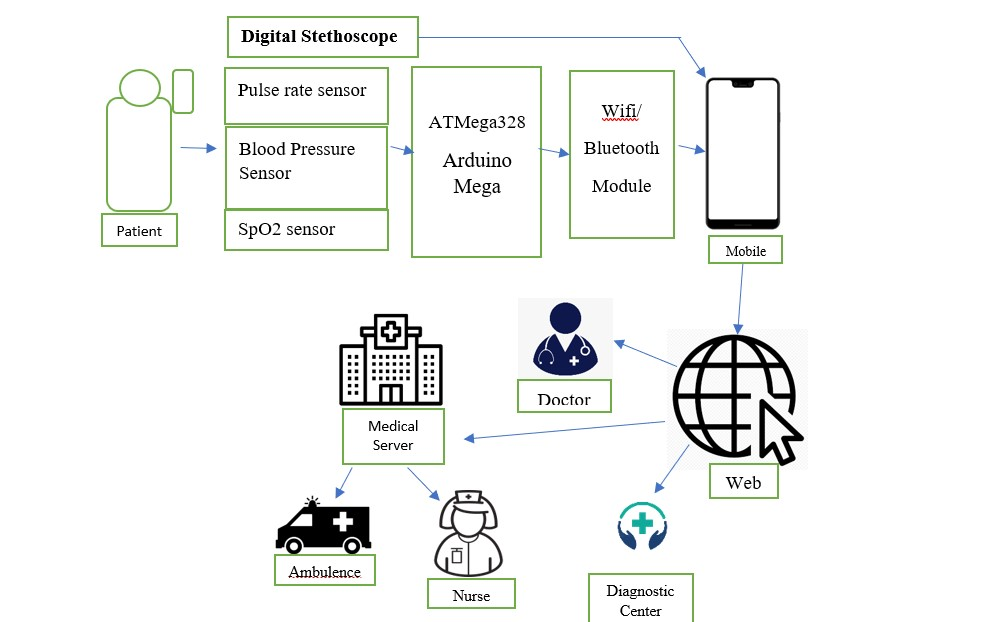 Digital Stethoscope
Pulse rate sensor
Blood Pressure
Sensor
SpO2 sensor
ATMega328
Arduino
Mega
Wifi/
Bluetooth
Module
Patient
Mobile
Doctor
Medical
Server
Web
Ambulence
Nurse
Diagnostic
Center